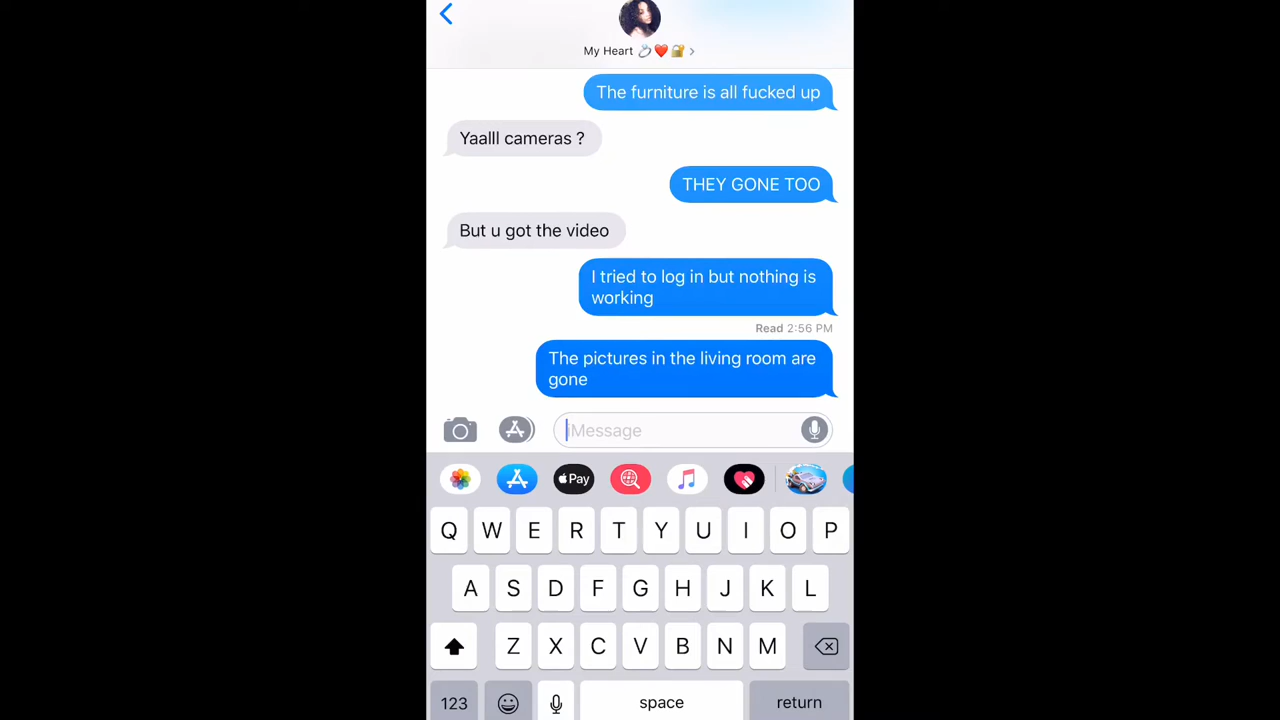 My Heart 💍❤️🔐 >
The furniture is all fucked up
Yaalll cameras ?
THEY GONE TOO
But u got the video
I tried to log in but nothing is
working
Read 2:56 PM
The pictures in the living room are
gone
iMessage
Pay
Q W E R T Y U I O P
A S D F G H J K L
Z X C V B N M
123 space return